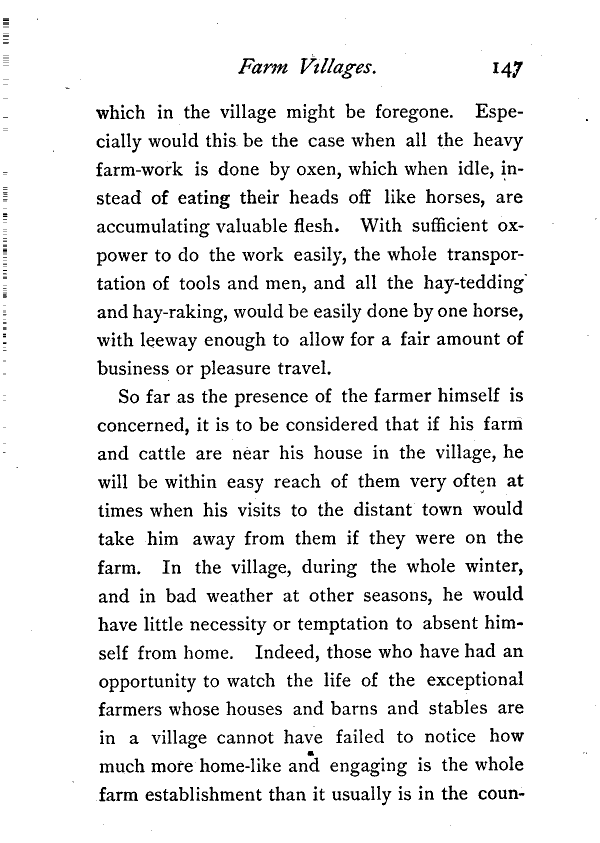 Farm Villages. 147
which in the village might be foregone. Espe-
cially would this be the case when all the heavy
farm-work is done by oxen, which when idle, in-
stead of eating their heads off like horses, are
accumulating valuable flesh. With sufficient ox-
power to do the work easily, the whole transpor-
tation of tools and men, and all the hay-tedding
and hay-raking, would be easily done by one horse,
with leeway enough to allow for a fair amount of
business or pleasure travel.
So far as the presence of the farmer himself is
concerned, it is to be considered that if his farm
and cattle are near his house in the village, he
will be within easy reach of them very often at
times when his visits to the distant town would
take him away from them if they were on the
farm. In the village, during the whole winter,
and in bad weather at other seasons, he would
have little necessity or temptation to absent him-
self from home. Indeed, those who have had an
opportunity to watch the life of the exceptional
farmers whose houses and barns and stables are
in a village cannot have failed to notice how
much more home-like and engaging is the whole
farm establishment than it usually is in the coun-